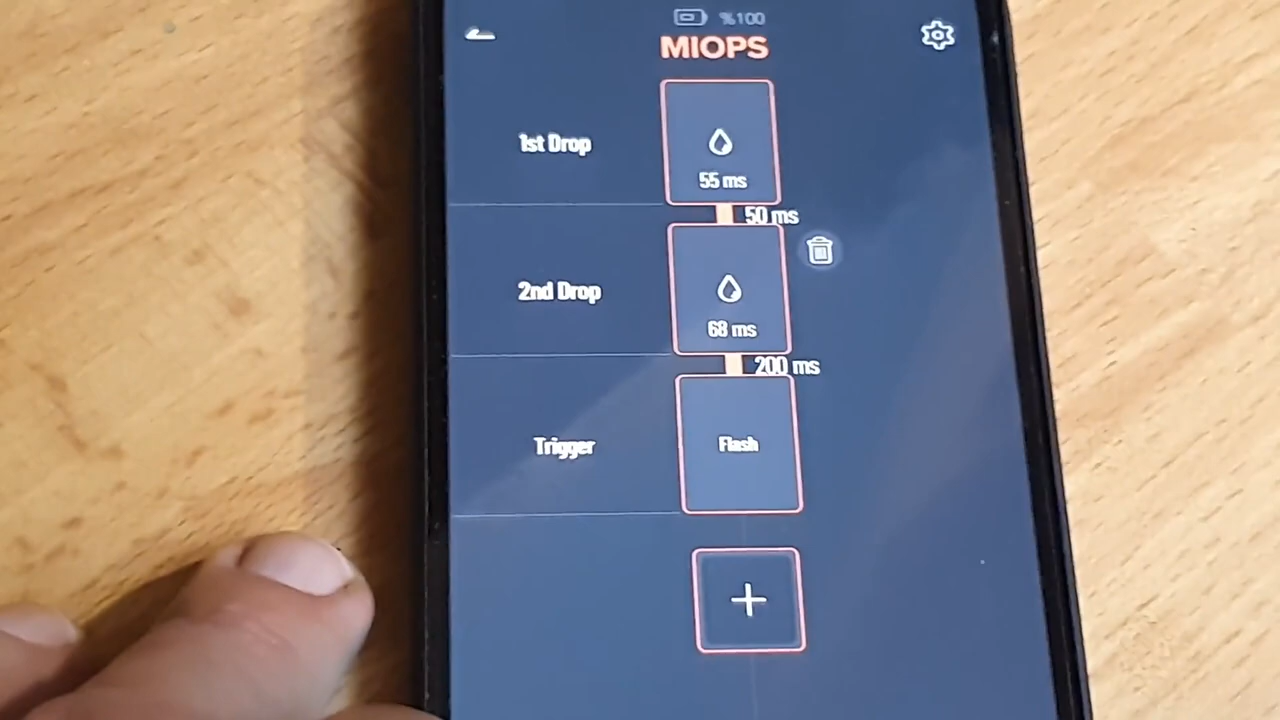 %100
MIOPS
1st Drop
55 ms
50 ms
2nd Drop
68 ms
200 ms
Trigger
Flash